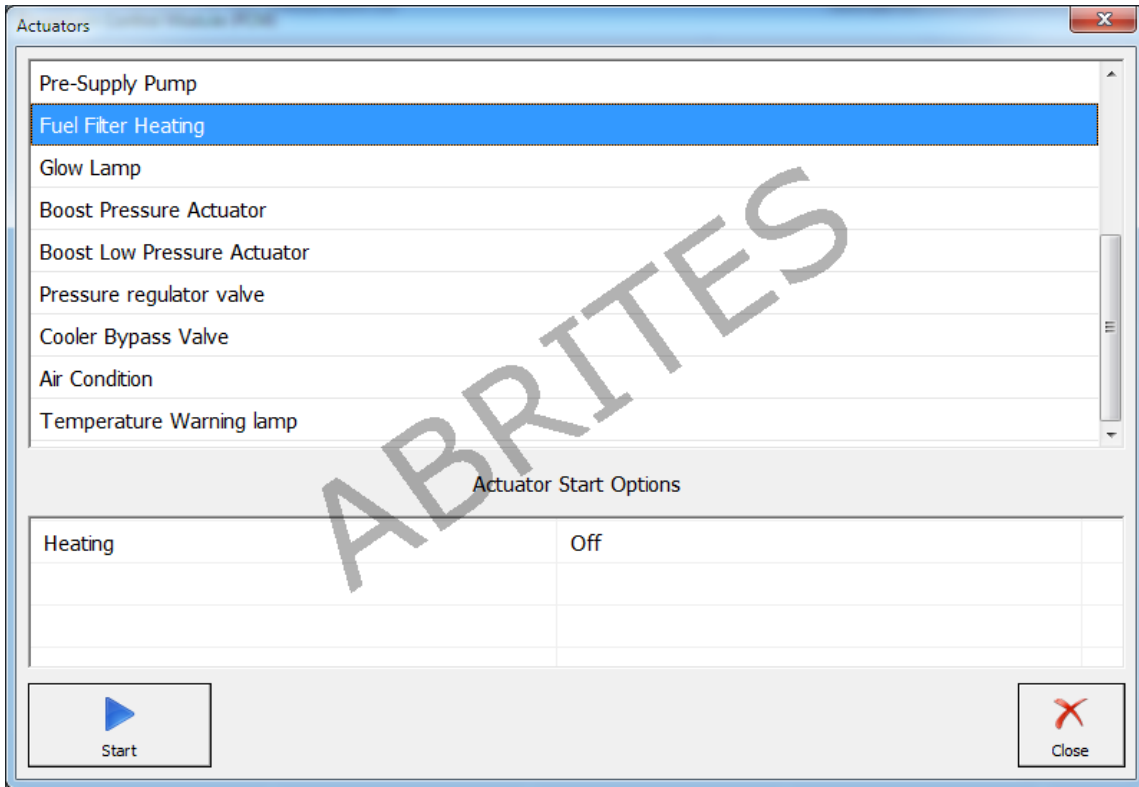 Actuators
Pre-Supply Pump
Fuel Filter Heating
Glow Lamp
Boost Pressure Actuator
Boost Low Pressure Actuator
Pressure regulator valve
Cooler Bypass Valve
Air Condition
Temperature Warning lamp
ABRITES
Actuator Start Options
Heating Off
Start Close